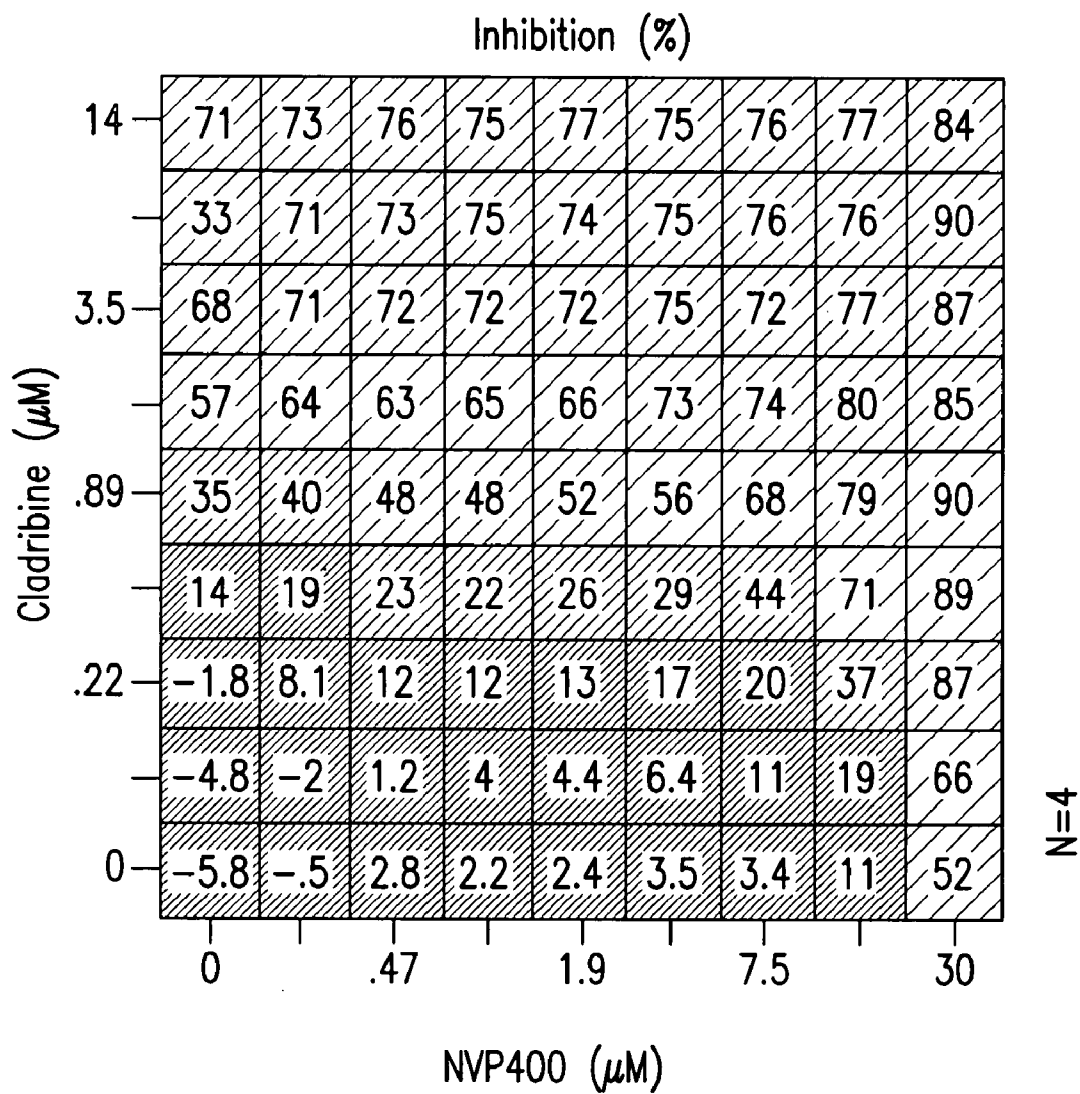 Inhibition (%)
14 71 73 76 75 77 75 76 77 84
33 71 73 75 74 75 76 76 90
3.5 68 71 72 72 72 75 72 77 87
57 64 63 65 66 73 74 80 85
.89 35 40 48 48 52 56 68 79 90
14 19 23 22 26 29 44 71 89
.22 −1.8 8.1 12 12 13 17 20 37 87
−4.8 −2 1.2 4 4.4 6.4 11 19 66
0 −5.8 −.5 2.8 2.2 2.4 3.5 3.4 11 52
0 .47 1.9 7.5 30
Cladribine (μM)
NVP400 (μM)
N=4